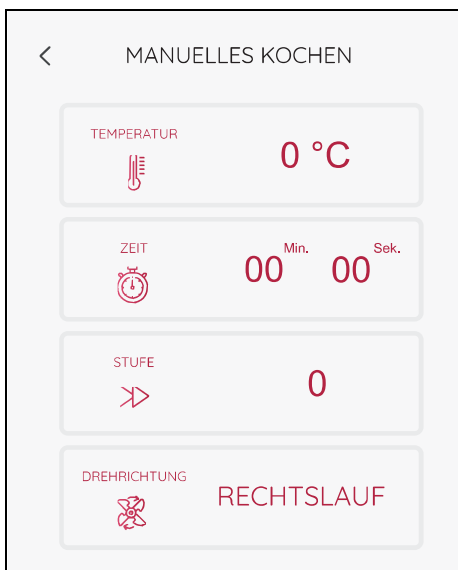 MANUELLES KOCHEN
TEMPERATUR
0 °C
ZEIT
00 Min. 00 Sek.
STUFE
0
DREHRICHTUNG
RECHTSLAUF